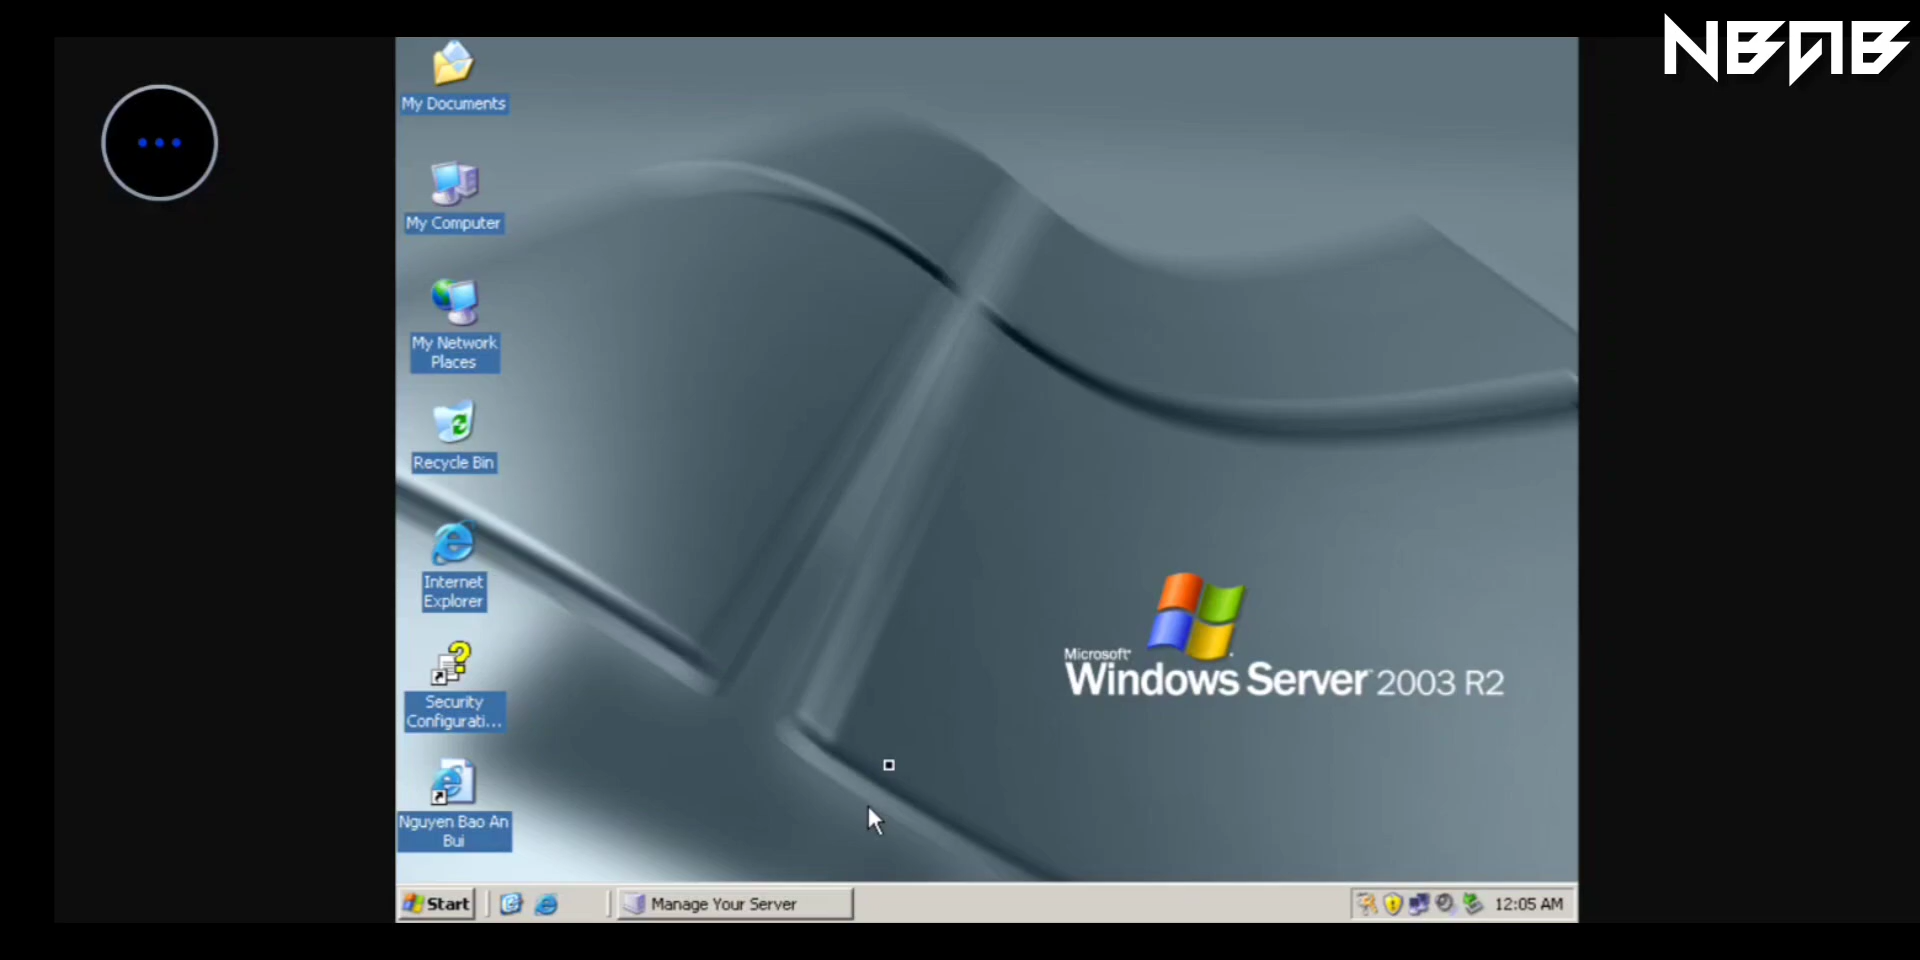 NBAB
My Documents
My Computer
My Network
Places
Recycle Bin
Internet
Explorer
Security
Configurati...
Nguyen Bao An
Bui
Microsoft
Windows Server 2003 R2
Start
Manage Your Server
12:05 AM